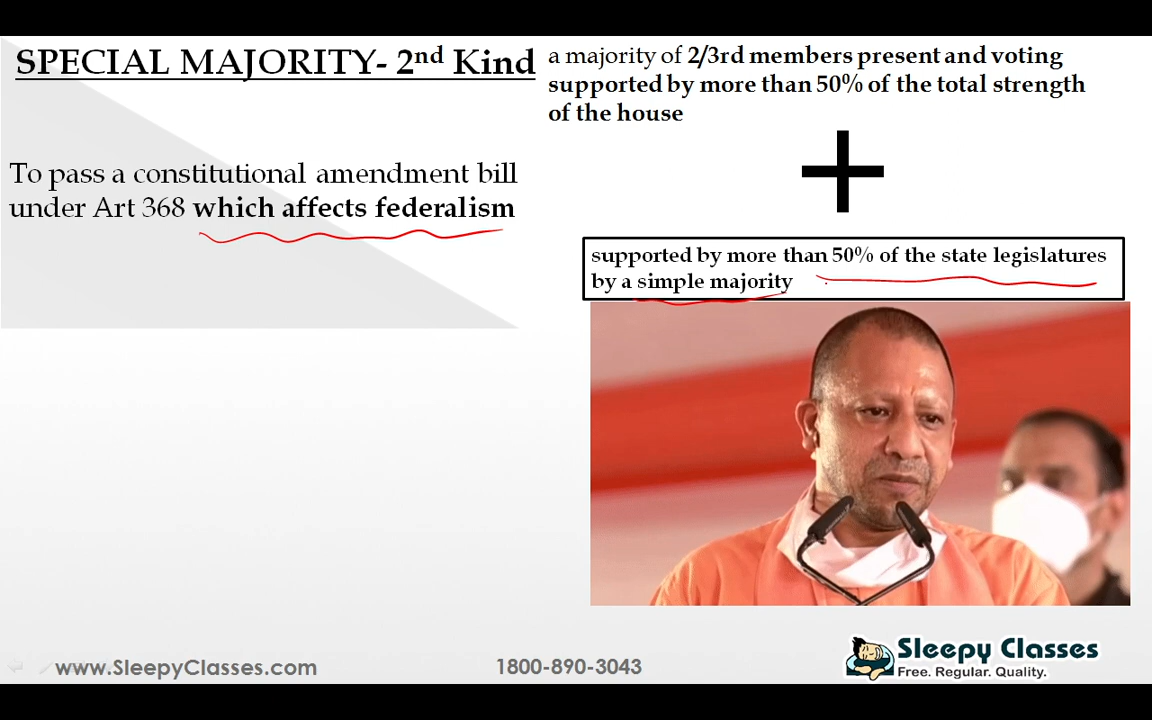 SPECIAL MAJORITY- 2nd Kind
a majority of 2/3rd members present and voting
supported by more than 50% of the total strength
of the house
To pass a constitutional amendment bill
under Art 368 which affects federalism
supported by more than 50% of the state legislatures
by a simple majority
www.SleepyClasses.com
1800-890-3043
Sleepy Classes
Free. Regular. Quality.